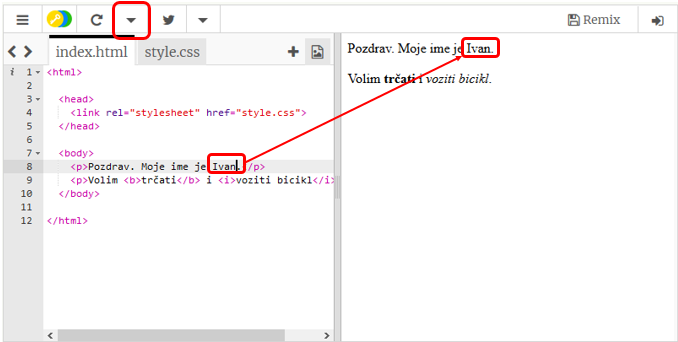 Remix
index.html style.css
i 1 <html>
2
3 <head>
4 <link rel="stylesheet" href="style.css">
5 </head>
6
7 <body>
8 <p>Pozdrav. Moje ime je Ivan.</p>
9 <p>Volim <b>trčati</b> i <i>voziti bicikl</i>
10 </body>
11
12 </html>
Pozdrav. Moje ime je Ivan.
Volim trčati i voziti bicikl.